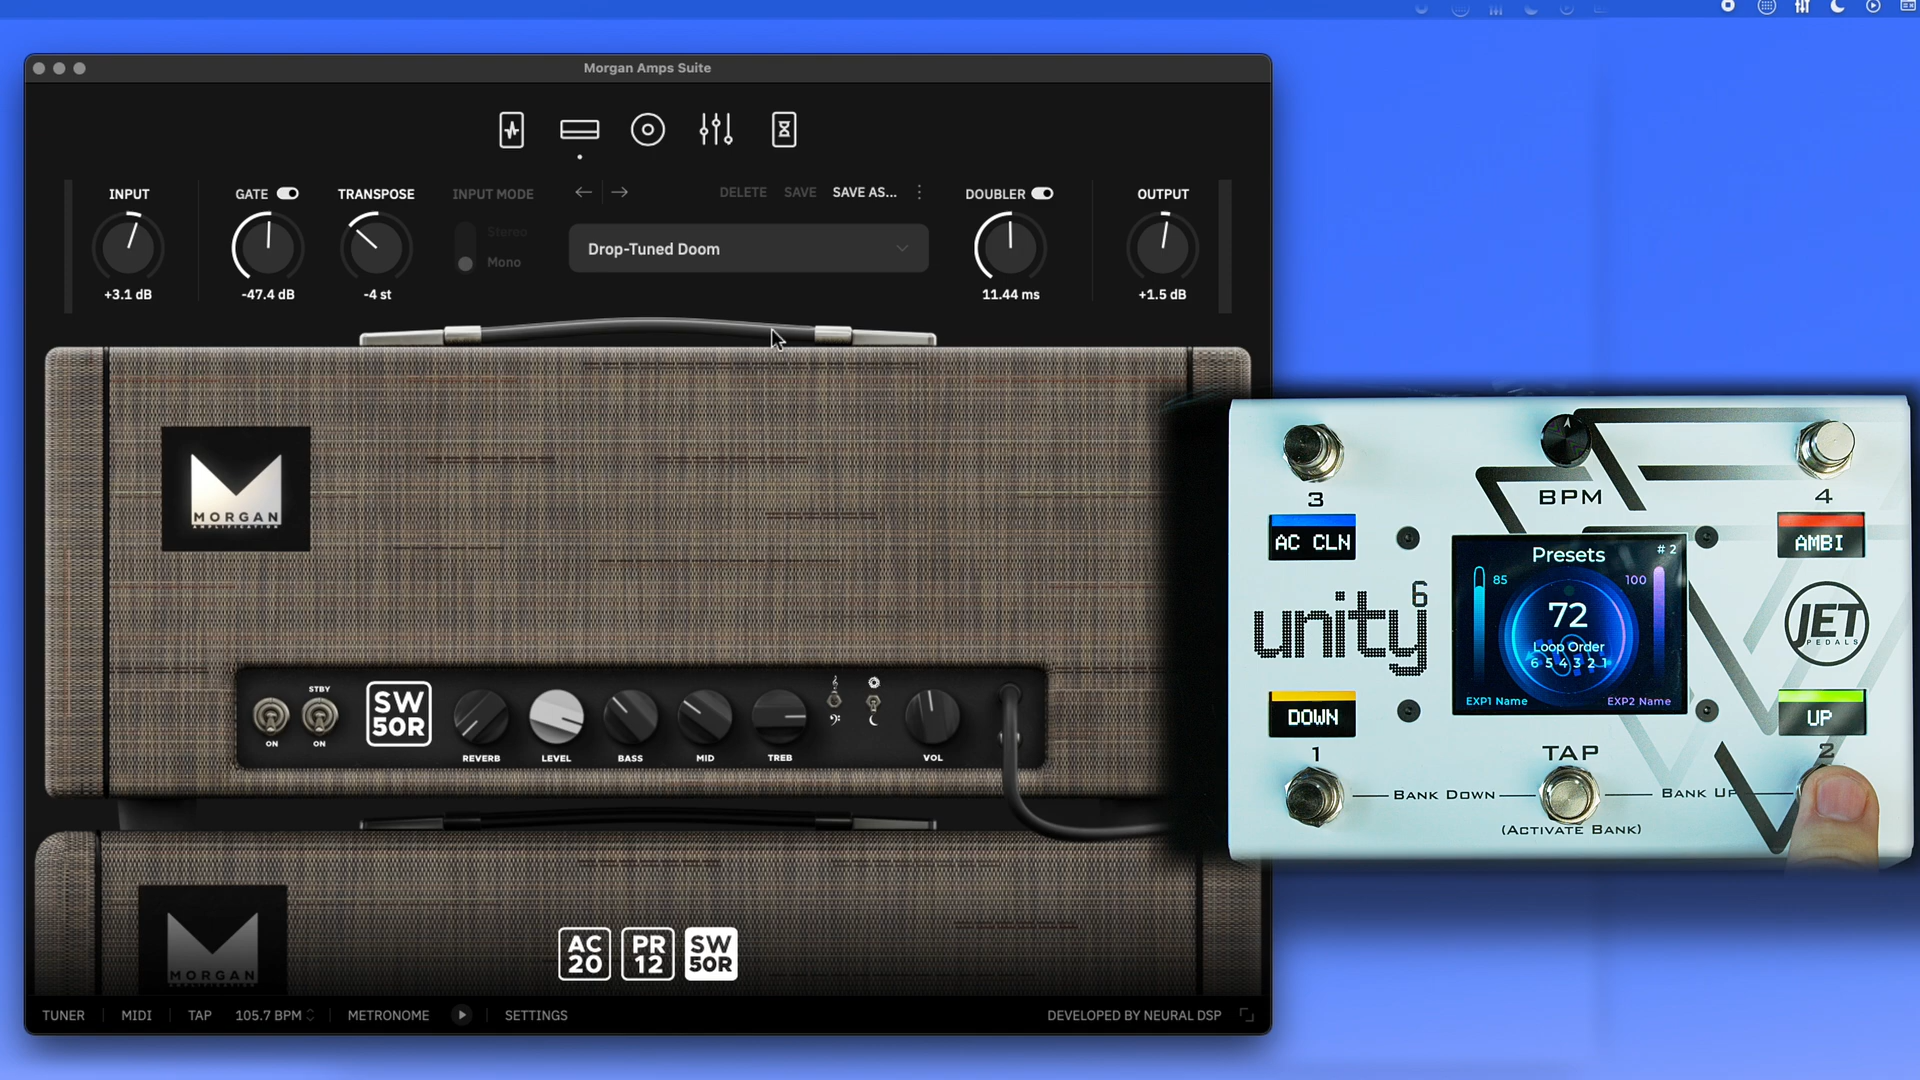 Morgan Amps Suite
INPUT
GATE
TRANSPOSE
INPUT MODE
DELETE
SAVE
SAVE AS...
DOUBLER
OUTPUT
Stereo
Mono
Drop-Tuned Doom
+3.1 dB
-47.4 dB
-4 st
11.44 ms
+1.5 dB
MORGAN
AMPLIFICATION
STBY
ON
ON
SW
50R
REVERB
LEVEL
BASS
MID
TREB
VOL
MORGAN
AC
20
PR
12
SW
50R
TUNER
MIDI
TAP
105.7 BPM
METRONOME
SETTINGS
DEVELOPED BY NEURAL DSP
3
BPM
4
AC CLN
AMBI
Presets
# 2
85
100
72
Loop Order
6 5 4 3 2 1
EXP1 Name
EXP2 Name
unity6
JET
PEDALS
DOWN
UP
1
TAP
2
BANK DOWN
BANK UP
(ACTIVATE BANK)